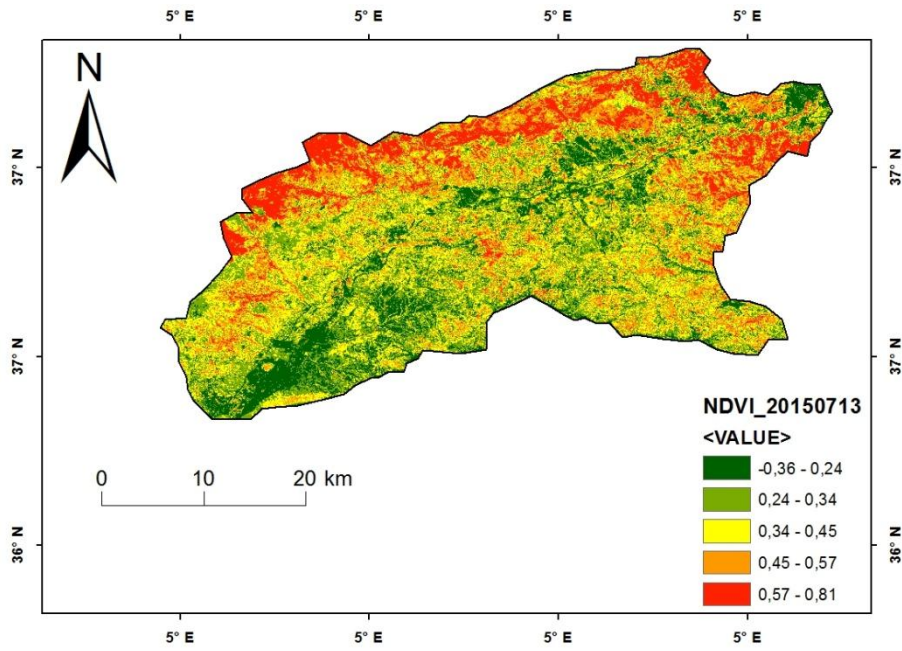 5° E 5° E 5° E 5° E
N
37° N 37° N
37° N 37° N
NDVI_20150713
<VALUE>
-0,36 - 0,24
0 10 20 km
0,24 - 0,34
0,34 - 0,45
36° N 36° N
0,45 - 0,57
0,57 - 0,81
5° E 5° E 5° E 5° E